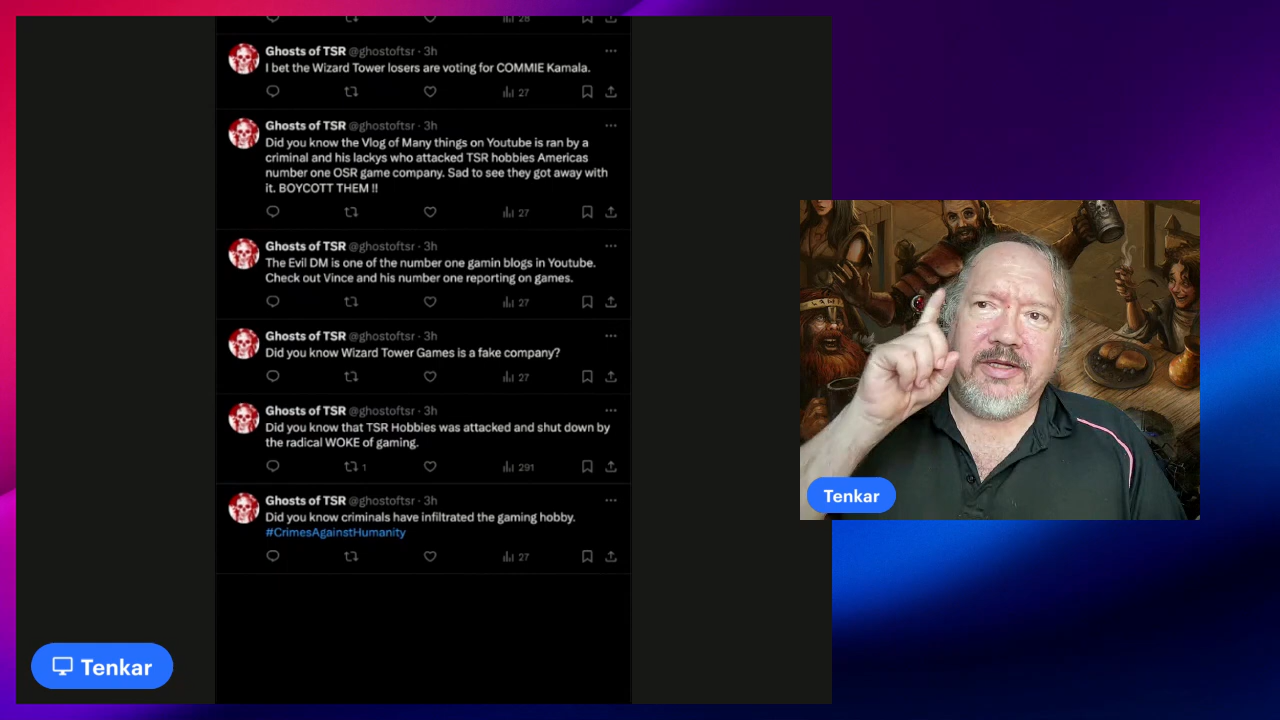 28
Ghosts of TSR @ghostoftsr · 3h
I bet the Wizard Tower losers are voting for COMMIE Kamala.
27
Ghosts of TSR @ghostoftsr · 3h
Did you know the Vlog of Many things on Youtube is ran by a
criminal and his lackys who attacked TSR hobbies Americas
number one OSR game company. Sad to see they got away with
it. BOYCOTT THEM !!
27
Ghosts of TSR @ghostoftsr · 3h
The Evil DM is one of the number one gamin blogs in Youtube.
Check out Vince and his number one reporting on games.
27
Ghosts of TSR @ghostoftsr · 3h
Did you know Wizard Tower Games is a fake company?
27
Ghosts of TSR @ghostoftsr · 3h
Did you know that TSR Hobbies was attacked and shut down by
the radical WOKE of gaming.
1 291
Ghosts of TSR @ghostoftsr · 3h
Did you know criminals have infiltrated the gaming hobby.
#CrimesAgainstHumanity
27
Tenkar
Tenkar